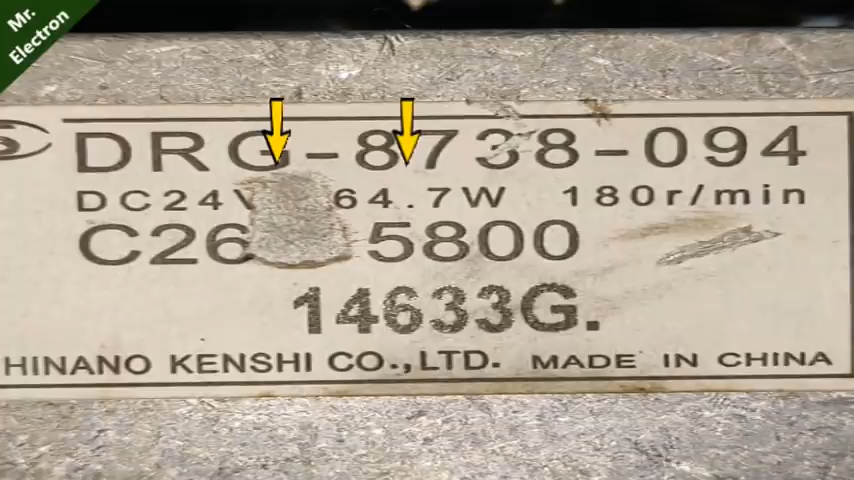 Mr.
Electron
DRG-8738-094
DC24V 64.7W 180r/min
C26 5800
14633G.
HINANO KENSHI CO.,LTD. MADE IN CHINA